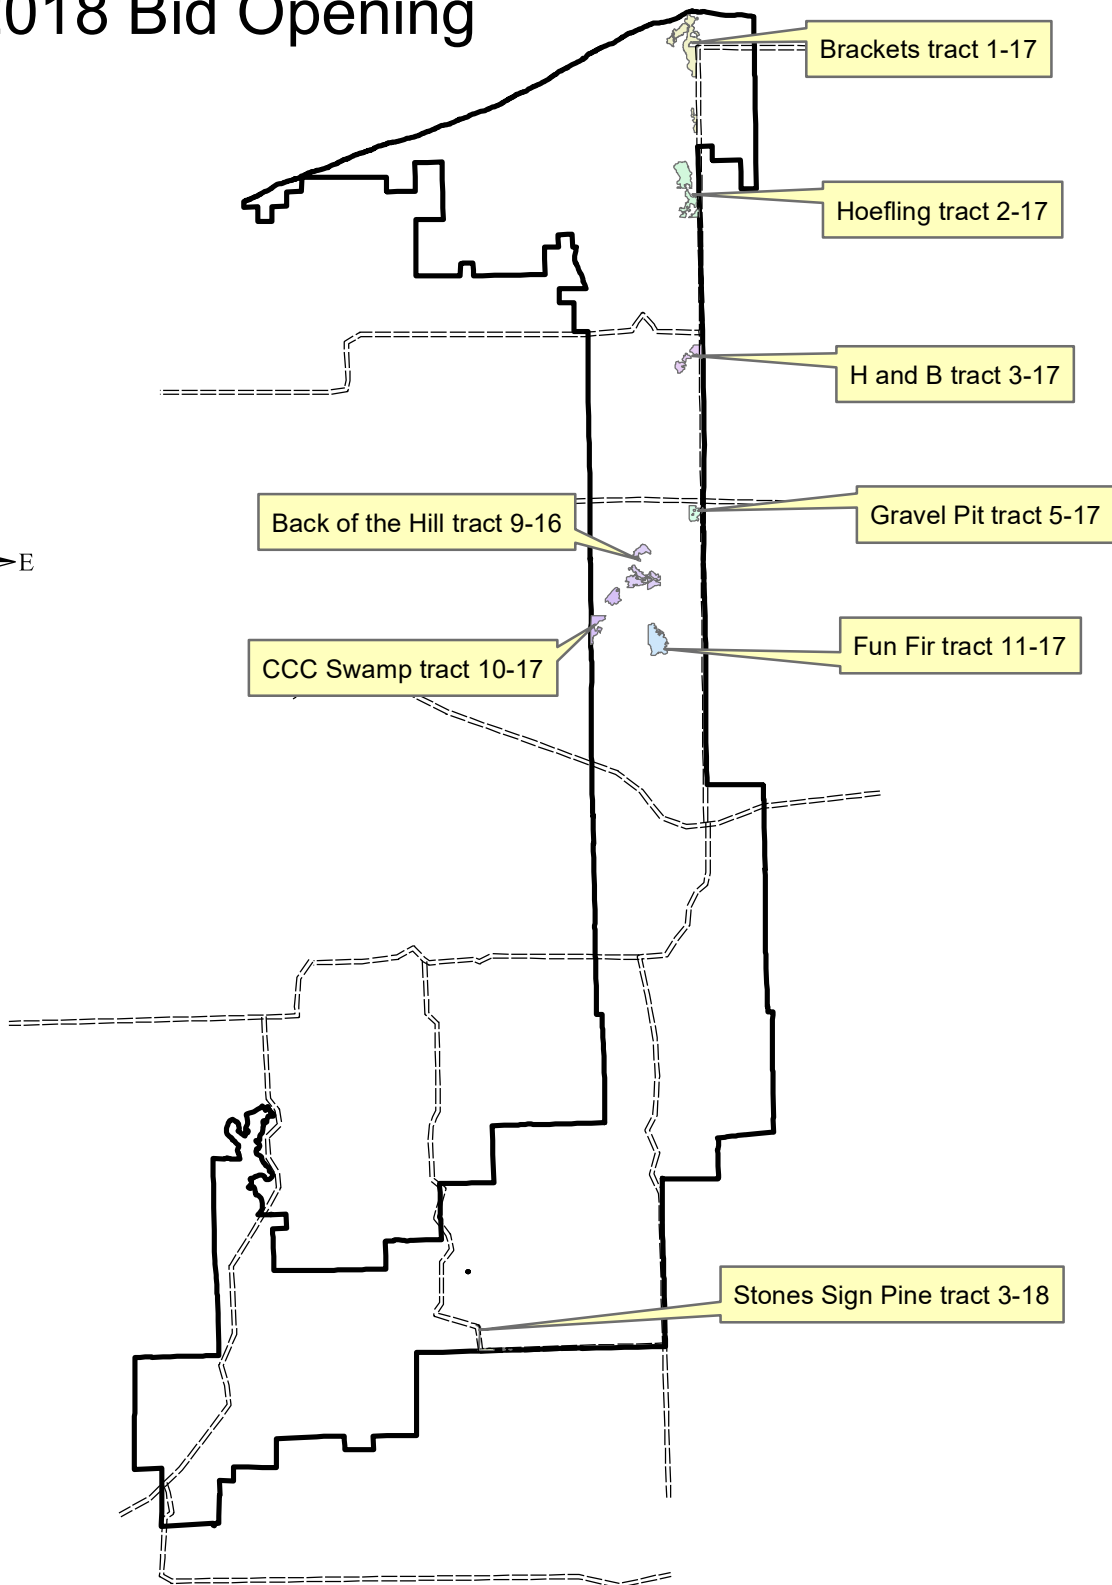 018 Bid Opening
Brackets tract 1-17
Hoefling tract 2-17
H and B tract 3-17
Back of the Hill tract 9-16
Gravel Pit tract 5-17
E
CCC Swamp tract 10-17
Fun Fir tract 11-17
Stones Sign Pine tract 3-18